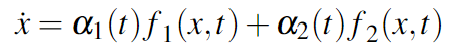 ẋ = α₁(t)f₁(x,t) + α₂(t)f₂(x,t)